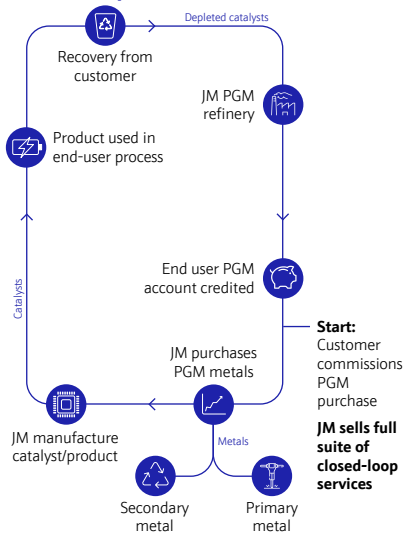 Depleted catalysts
Recovery from
customer
JM PGM
refinery
Product used in
end-user process
End user PGM
account credited
Catalysts
Start:
Customer
commissions
PGM
purchase
JM sells full
suite of
closed-loop
services
JM purchases
PGM metals
JM manufacture
catalyst/product
Metals
Secondary
metal
Primary
metal